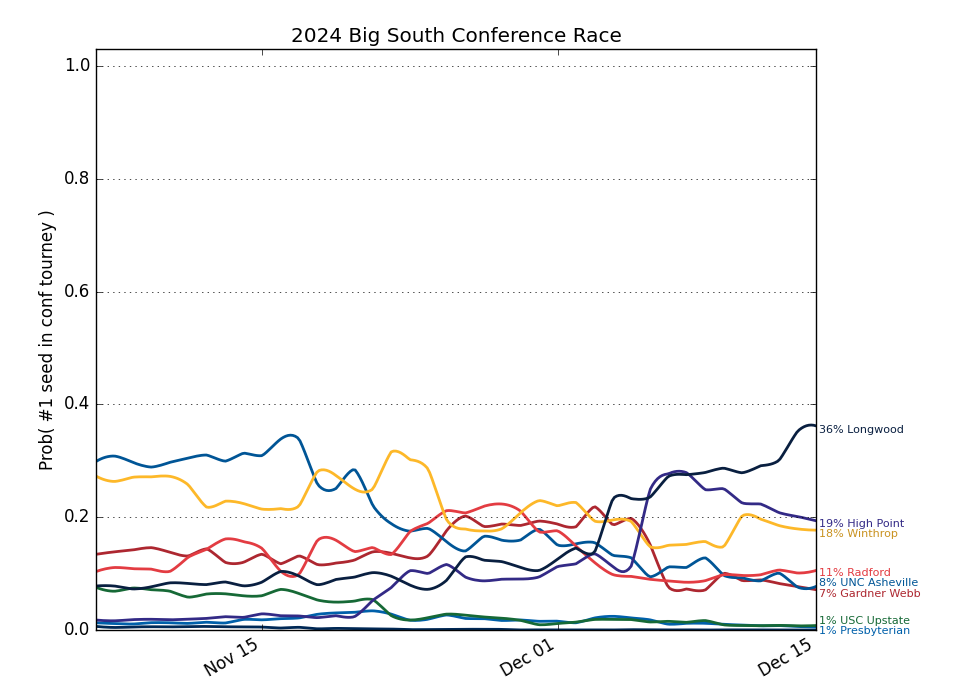 2024 Big South Conference Race
Prob( #1 seed in conf tourney )
1.0
0.8
0.6
0.4
0.2
0.0
36% Longwood
19% High Point
18% Winthrop
11% Radford
8% UNC Asheville
7% Gardner Webb
1% USC Upstate
1% Presbyterian
Nov 15
Dec 01
Dec 15